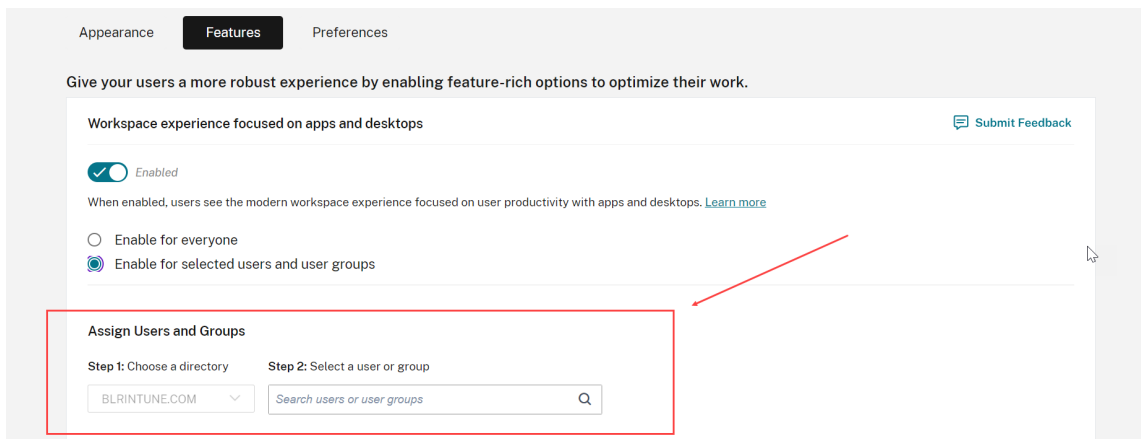 Appearance Features Preferences
Give your users a more robust experience by enabling feature-rich options to optimize their work.
Workspace experience focused on apps and desktops Submit Feedback
Enabled
When enabled, users see the modern workspace experience focused on user productivity with apps and desktops. Learn more
Enable for everyone
Enable for selected users and user groups
Assign Users and Groups
Step 1: Choose a directory Step 2: Select a user or group
BLRINTUNE.COM Search users or user groups